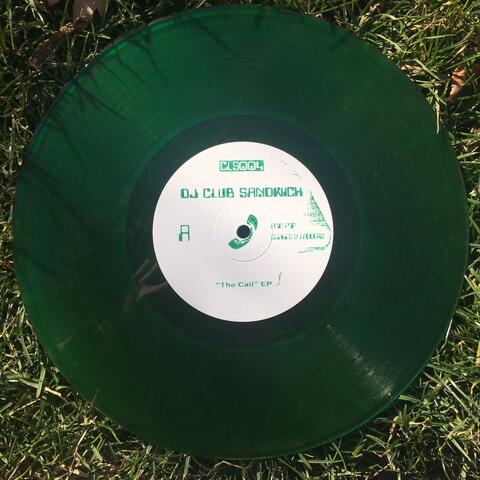 CLS004
DJ CLUB SANDWICH
A
"The Call" EP